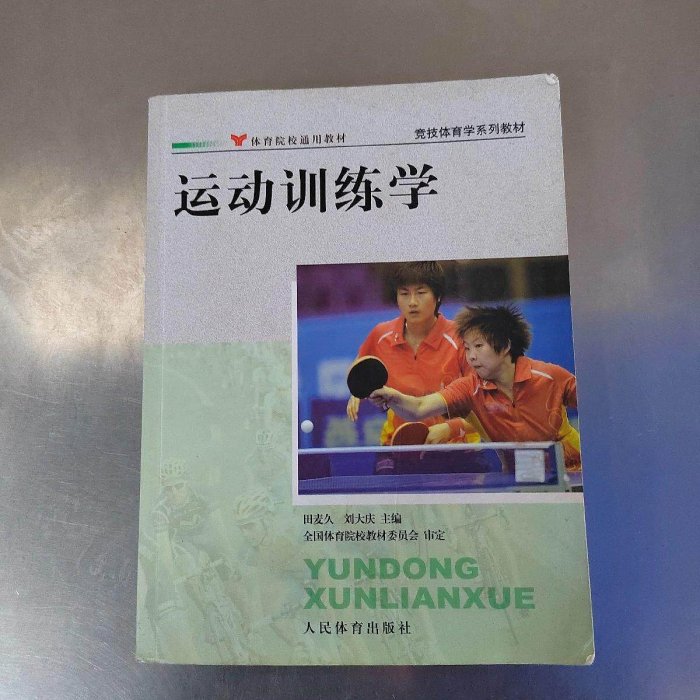 体育院校通用教材 竞技体育学系列教材
运动训练学
田麦久 刘大庆 主编
全国体育院校教材委员会 审定
YUNDONG
XUNLIANXUE
人民体育出版社